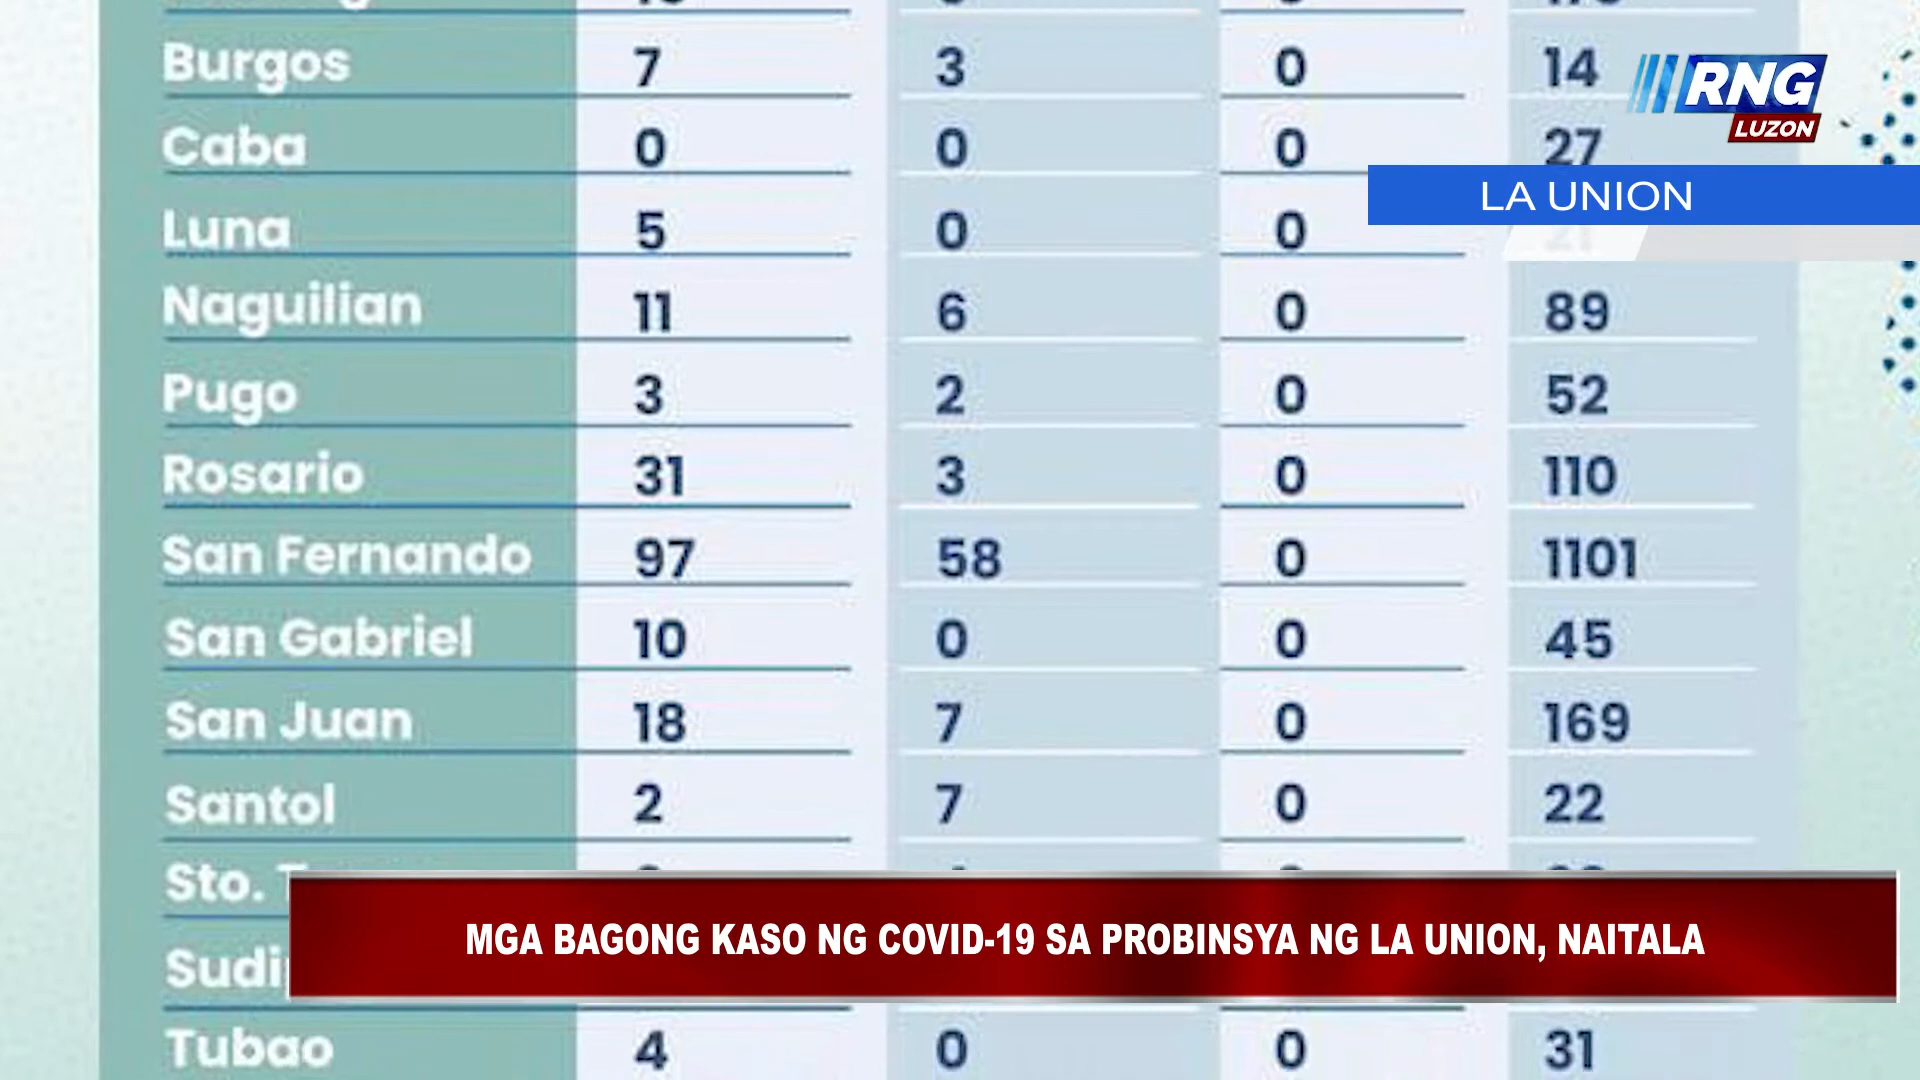 Burgos 7 3 0 14
RNG
LUZON
Caba 0 0 0 27
LA UNION
Luna 5 0 0 21
Naguilian 11 6 0 89
Pugo 3 2 0 52
Rosario 31 3 0 110
San Fernando 97 58 0 1101
San Gabriel 10 0 0 45
San Juan 18 7 0 169
Santol 2 7 0 22
Sto.
MGA BAGONG KASO NG COVID-19 SA PROBINSYA NG LA UNION, NAITALA
Tubao 4 0 0 31